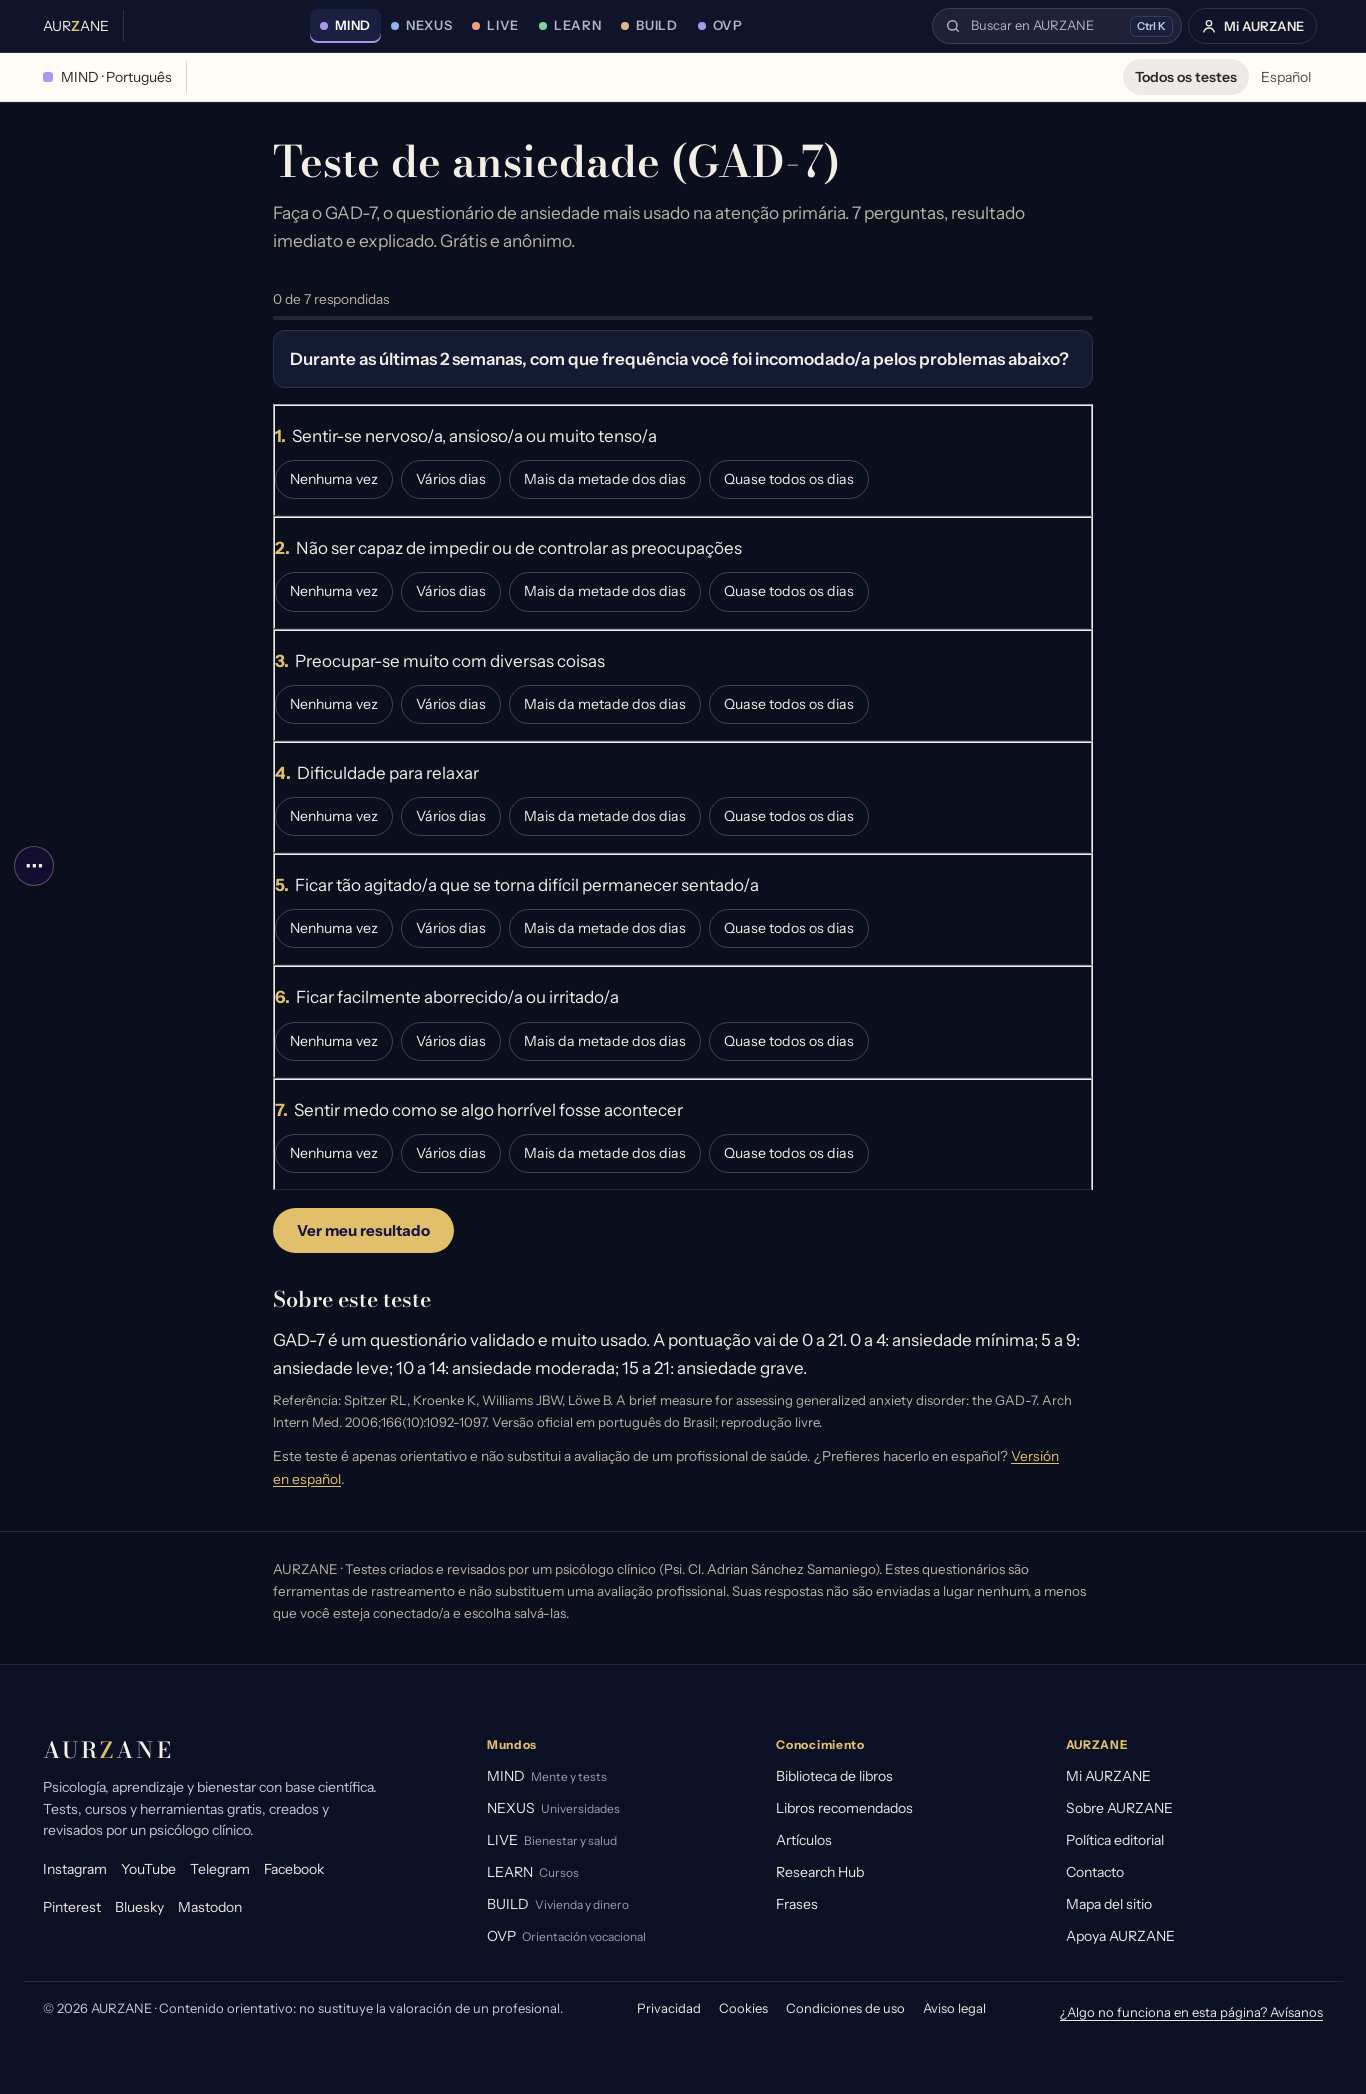 AURZANE
MIND
NEXUS
LIVE
LEARN
BUILD
OVP
Buscar en AURZANE
Ctrl K
Mi AURZANE
MIND · Português
Todos os testes
Español
Teste de ansiedade (GAD-7)
Faça o GAD-7, o questionário de ansiedade mais usado na atenção primária. 7 perguntas, resultado
imediato e explicado. Grátis e anônimo.
0 de 7 respondidas
Durante as últimas 2 semanas, com que frequência você foi incomodado/a pelos problemas abaixo?
1. Sentir-se nervoso/a, ansioso/a ou muito tenso/a
Nenhuma vez Vários dias Mais da metade dos dias Quase todos os dias
2. Não ser capaz de impedir ou de controlar as preocupações
Nenhuma vez Vários dias Mais da metade dos dias Quase todos os dias
3. Preocupar-se muito com diversas coisas
Nenhuma vez Vários dias Mais da metade dos dias Quase todos os dias
4. Dificuldade para relaxar
Nenhuma vez Vários dias Mais da metade dos dias Quase todos os dias
5. Ficar tão agitado/a que se torna difícil permanecer sentado/a
Nenhuma vez Vários dias Mais da metade dos dias Quase todos os dias
6. Ficar facilmente aborrecido/a ou irritado/a
Nenhuma vez Vários dias Mais da metade dos dias Quase todos os dias
7. Sentir medo como se algo horrível fosse acontecer
Nenhuma vez Vários dias Mais da metade dos dias Quase todos os dias
Ver meu resultado
Sobre este teste
GAD-7 é um questionário validado e muito usado. A pontuação vai de 0 a 21. 0 a 4: ansiedade mínima; 5 a 9:
ansiedade leve; 10 a 14: ansiedade moderada; 15 a 21: ansiedade grave.
Referência: Spitzer RL, Kroenke K, Williams JBW, Löwe B. A brief measure for assessing generalized anxiety disorder: the GAD-7. Arch
Intern Med. 2006;166(10):1092-1097. Versão oficial em português do Brasil; reprodução livre.
Este teste é apenas orientativo e não substitui a avaliação de um profissional de saúde. ¿Prefieres hacerlo en español? Versión
en español.
AURZANE · Testes criados e revisados por um psicólogo clínico (Psi. Cl. Adrian Sánchez Samaniego). Estes questionários são
ferramentas de rastreamento e não substituem uma avaliação profissional. Suas respostas não são enviadas a lugar nenhum, a menos
que você esteja conectado/a e escolha salvá-las.
AURZANE
Psicología, aprendizaje y bienestar con base científica.
Tests, cursos y herramientas gratis, creados y
revisados por un psicólogo clínico.
Instagram YouTube Telegram Facebook
Pinterest Bluesky Mastodon
Mundos
MIND Mente y tests
NEXUS Universidades
LIVE Bienestar y salud
LEARN Cursos
BUILD Vivienda y dinero
OVP Orientación vocacional
Conocimiento
Biblioteca de libros
Libros recomendados
Artículos
Research Hub
Frases
AURZANE
Mi AURZANE
Sobre AURZANE
Política editorial
Contacto
Mapa del sitio
Apoya AURZANE
© 2026 AURZANE · Contenido orientativo: no sustituye la valoración de un profesional.
Privacidad Cookies Condiciones de uso Aviso legal
¿Algo no funciona en esta página? Avísanos